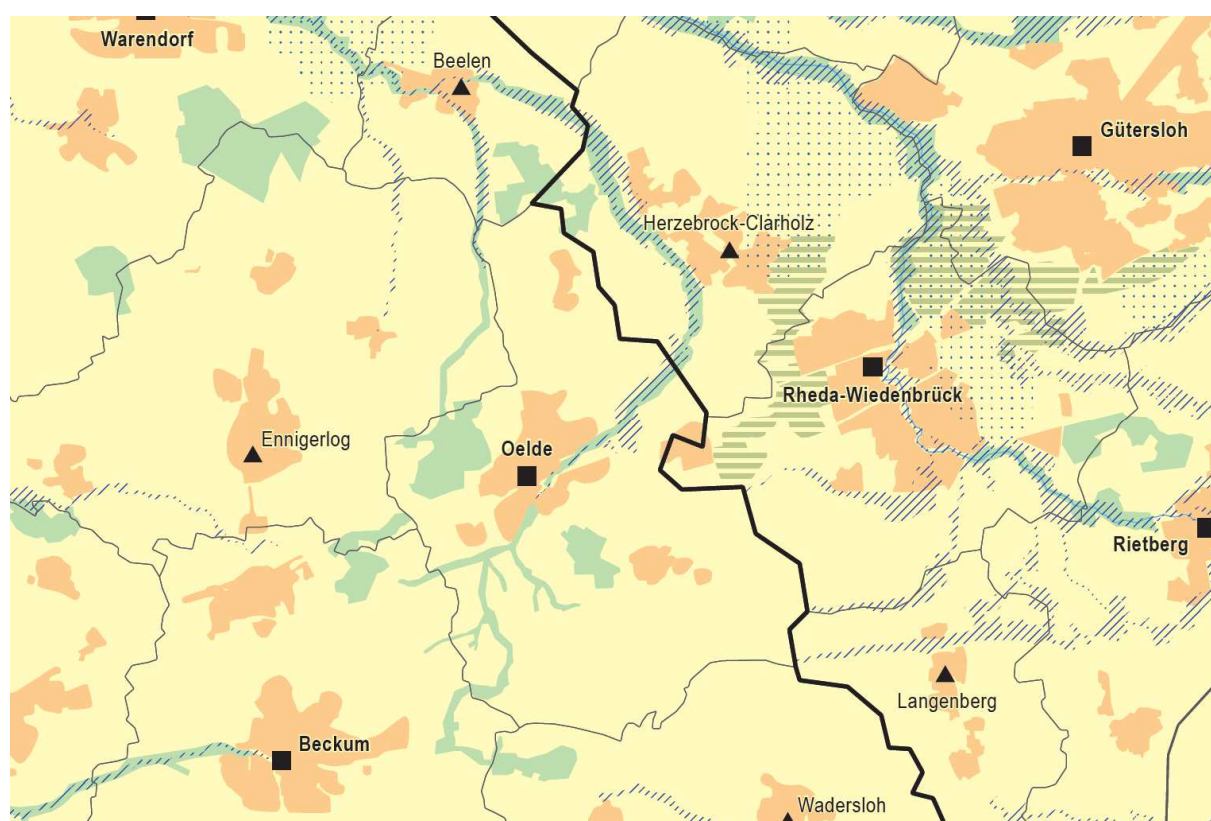 Warendorf
Beelen
Gütersloh
Herzebrock-Clarholz
Rheda-Wiedenbrück
Ennigerlog
Oelde
Rietberg
Langenberg
Beckum
Wadersloh